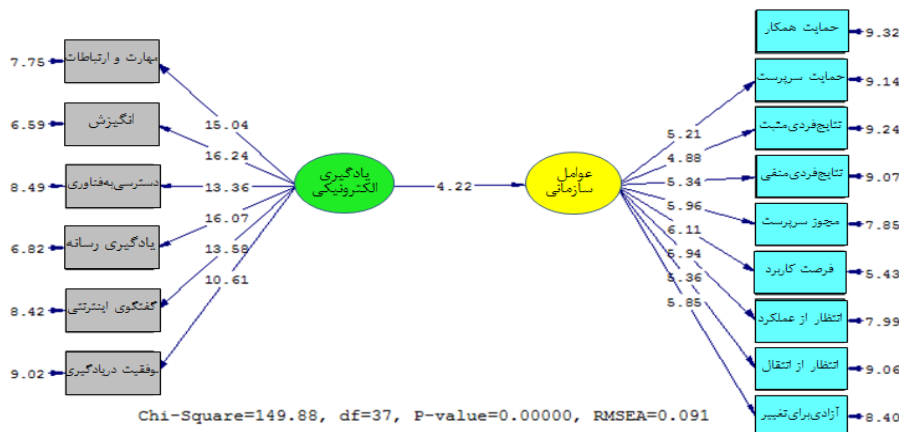 7.75 مهارت و ارتباطات
6.59 انگیزش
8.49 دسترسی‌به‌فناوری
6.82 یادگیری رسانه
8.42 گفتگوی اینترنتی
9.02 موفقیت دریادگیری
15.04
16.24
13.36
16.07
13.58
10.61
یادگیری
الکترونیکی
4.22
عوامل
سازمانی
5.21
4.88
5.34
5.96
6.11
5.94
5.36
5.85
حمایت همکار 9.32
حمایت سرپرست 9.14
نتایج‌فردی‌مثبت 9.24
نتایج‌فردی‌منفی 9.07
مجوز سرپرست 7.85
فرصت کاربرد 5.43
انتظار از عملکرد 7.99
انتظار از انتقال 9.06
آزادی‌برای‌تغییر 8.40
Chi-Square=149.88, df=37, P-value=0.00000, RMSEA=0.091